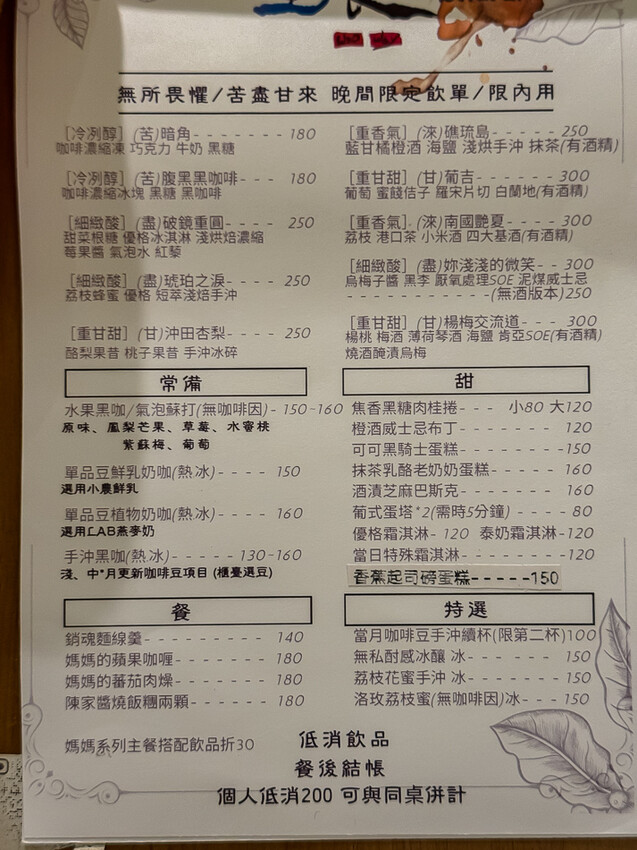 無所畏懼/苦盡甘來 晚間限定飲單/限內用
[冷冽醇] (苦)暗角- - - - - - - 180
咖啡濃縮凍 巧克力 牛奶 黑糖
[冷冽醇] (苦)腹黑黑咖啡- - - 180
咖啡濃縮冰塊 黑糖 黑咖啡
[細緻酸] (盡)破鏡重圓- - - - 250
甜菜根糖 優格冰淇淋 淺烘焙濃縮
莓果醬 氣泡水 紅藜
[細緻酸] (盡)琥珀之淚- - - - 250
荔枝蜂蜜 優格 短萃淺焙手沖
[重甘甜] (甘)沖田杏梨- - - - 250
酪梨果昔 桃子果昔 手沖冰碎
[重香氣] (淶)礁琉島- - - - - 250
藍甘橘橙酒 海鹽 淺烘手沖 抹茶(有酒精)
[重甘甜] (甘)葡吉- - - - - - 300
葡萄 蜜餞佶子 羅宋片切 白蘭地(有酒精)
[重香氣]. (淶)南國艷夏- - - - 300
荔枝 港口茶 小米酒 四大基酒(有酒精)
[細緻酸] (盡)妳淺淺的微笑- - 300
烏梅子醬 黑李 厭氧處理SOE 泥煤威士忌
- - - - - - - - - - - (無酒版本)250
[重甘甜] (甘)楊梅交流道- - - 300
楊桃 梅酒 薄荷琴酒 海鹽 肯亞SOE(有酒精)
燒酒醃漬烏梅
常備
水果黑咖/氣泡蘇打(無咖啡因)- 150-160
原味、鳳梨芒果、草莓、水蜜桃
紫蘇梅、葡萄
單品豆鮮乳奶咖(熱.冰)- - - - 150
選用小農鮮乳
單品豆植物奶咖(熱.冰)- - - - 160
選用LAB燕麥奶
手沖黑咖(熱.冰)- - - - -130-160
淺、中*月更新咖啡豆項目 (櫃臺選豆)
甜
焦香黑糖肉桂捲- - - 小80 大120
橙酒威士忌布丁- - - - - - - 120
可可黑騎士蛋糕- - - - - - -150
抹茶乳酪老奶奶蛋糕- - - - - 160
酒漬芝麻巴斯克- - - - - - - 160
葡式蛋塔*2(需時5分鐘)- - - - 80
優格霜淇淋- 120 泰奶霜淇淋-120
當日特殊霜淇淋- - - - - - -120
香蕉起司磅蛋糕-----150
餐
銷魂麵線羹- - - - - - - - 140
媽媽的蘋果咖喱- - - - - - 180
媽媽的蕃茄肉燥- - - - - - 180
陳家醬燒飯糰兩顆- - - - - 180
特選
當月咖啡豆手沖續杯(限第二杯)100
無私酎感冰釀 冰- - - - - - 150
荔枝花蜜手沖 冰- - - - - - 150
洛玫荔枝蜜(無咖啡因)冰- - - 150
媽媽系列主餐搭配飲品折30
低消飲品
餐後結帳
個人低消200 可與同桌併計